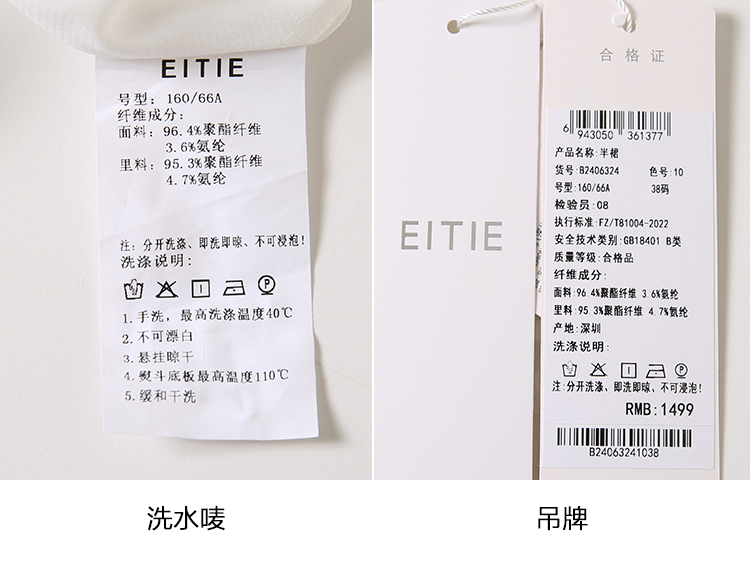 EITIE
号型: 160/66A
纤维成分:
面料: 96.4%聚酯纤维
3.6%氨纶
里料: 95.3%聚酯纤维
4.7%氨纶
注: 分开洗涤、即洗即晾、不可浸泡!
洗涤说明:
P
1. 手洗, 最高洗涤温度40℃
2. 不可漂白
3. 悬挂晾干
4. 熨斗底板最高温度110℃
5. 缓和干洗
洗水唛
EITIE
合格证
6 943050 361377
产品名称: 半裙
货号: B2406324 色号: 10
号型: 160/66A 38码
检验员: 08
执行标准: FZ/T81004-2022
安全技术类别: GB18401 B类
质量等级: 合格品
纤维成分:
面料: 96.4%聚酯纤维 3.6%氨纶
里料: 95.3%聚酯纤维 4.7%氨纶
产地: 深圳
洗涤说明:
P
注: 分开洗涤、即洗即晾、不可浸泡!
RMB: 1499
B24063241038
吊牌